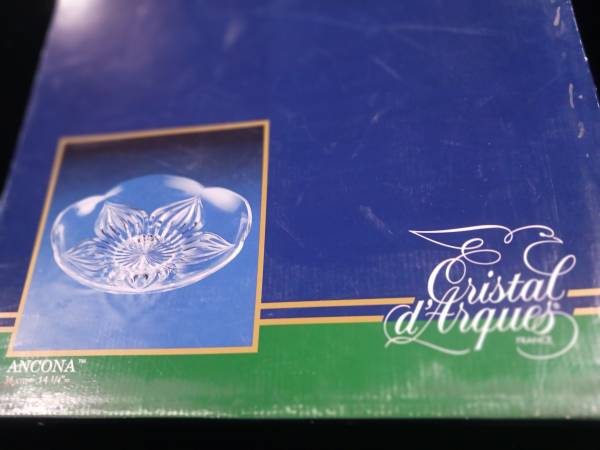 Cristal
d'Arques
FRANCE
ANCONA™
36 cm - 14 1/4"